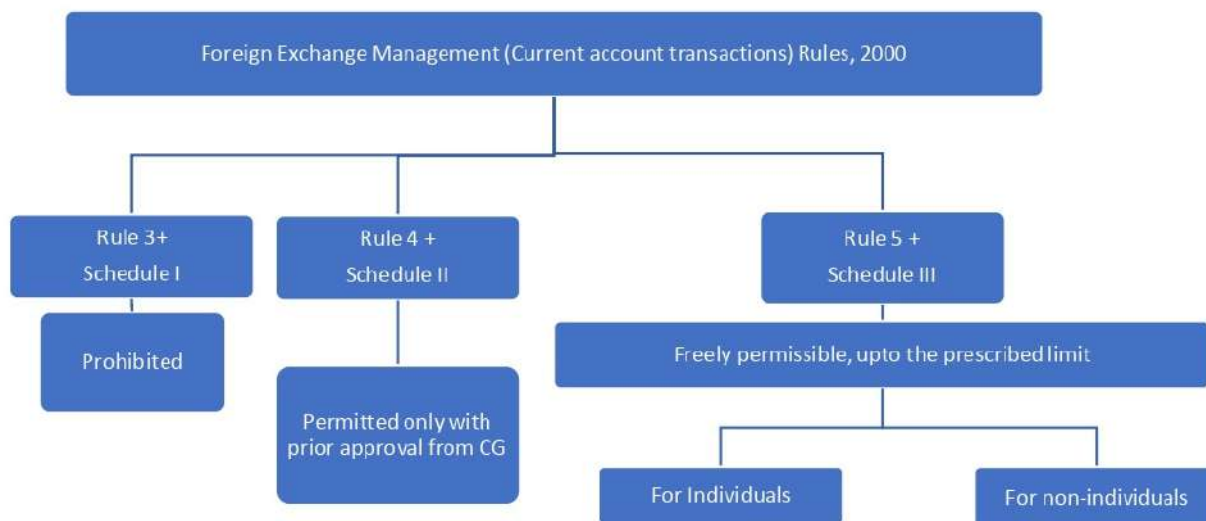 Foreign Exchange Management (Current account transactions) Rules, 2000
Rule 3+
Schedule I
Prohibited
Rule 4 +
Schedule II
Permitted only with
prior approval from CG
Rule 5 +
Schedule III
Freely permissible, upto the prescribed limit
For Individuals
For non-individuals